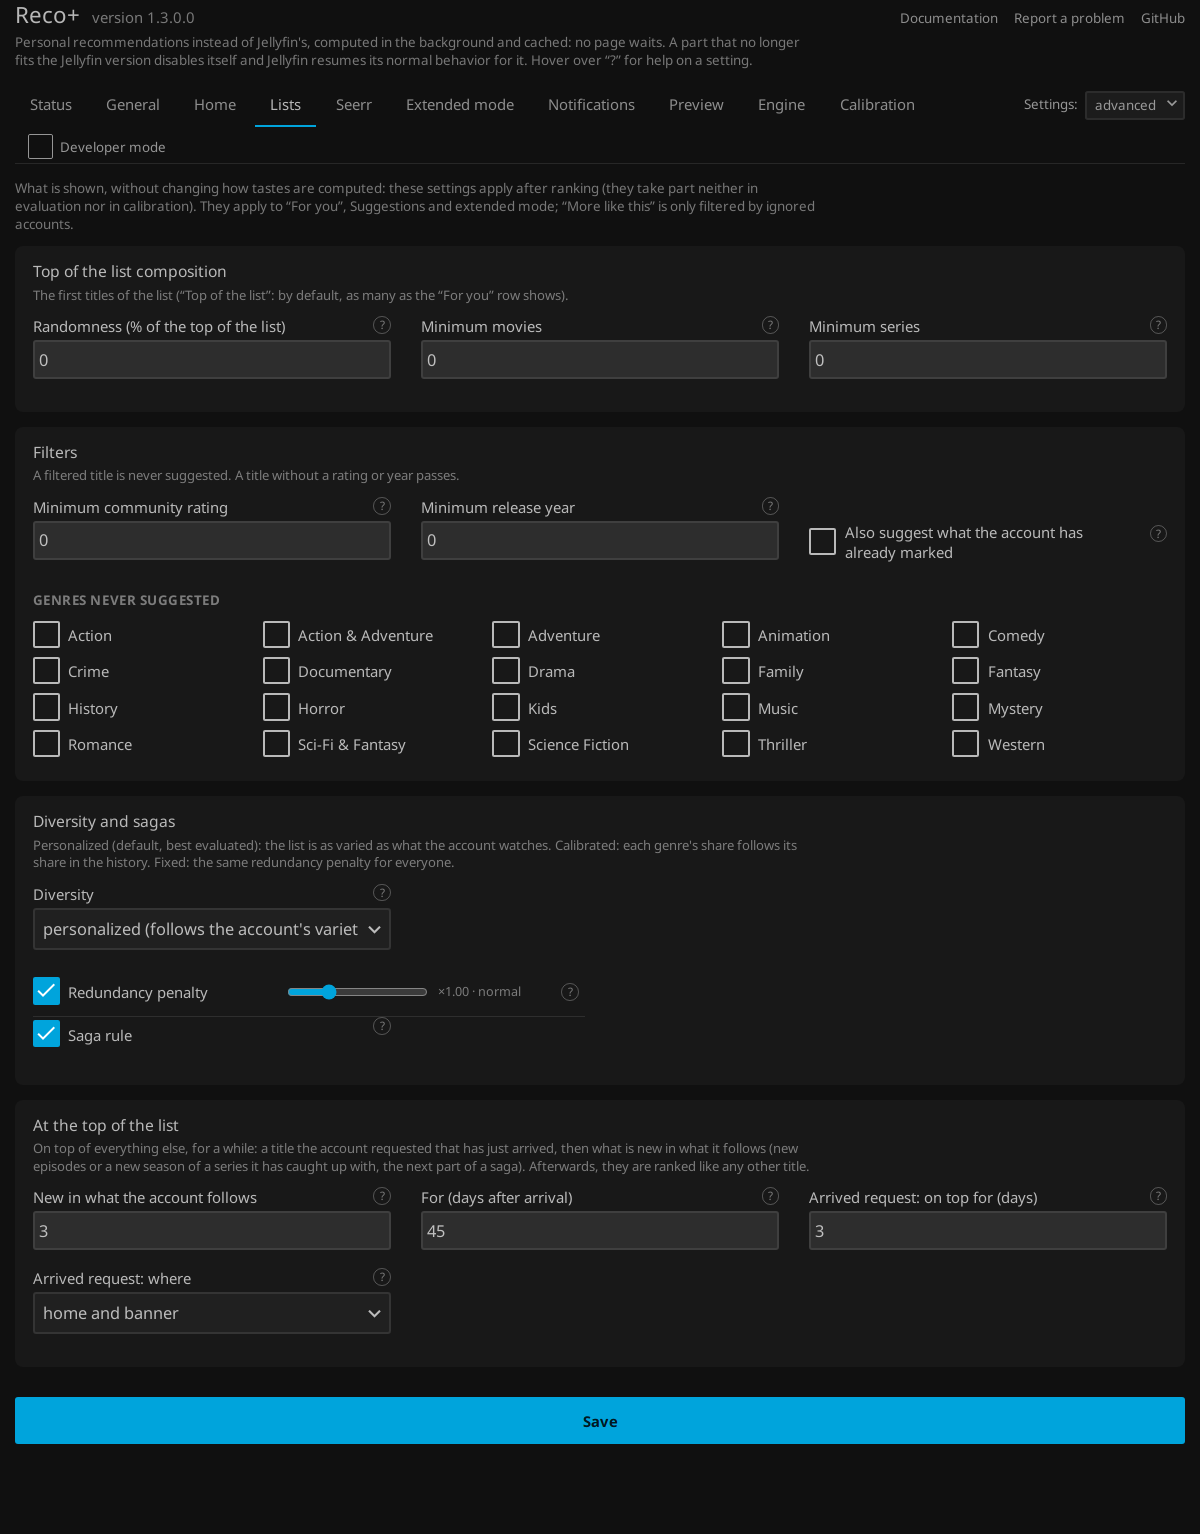 Reco+ version 1.3.0.0
Documentation Report a problem GitHub
Personal recommendations instead of Jellyfin's, computed in the background and cached: no page waits. A part that no longer
fits the Jellyfin version disables itself and Jellyfin resumes its normal behavior for it. Hover over “?” for help on a setting.
Status General Home Lists Seerr Extended mode Notifications Preview Engine Calibration
Settings: advanced
Developer mode
What is shown, without changing how tastes are computed: these settings apply after ranking (they take part neither in
evaluation nor in calibration). They apply to “For you”, Suggestions and extended mode; “More like this” is only filtered by ignored
accounts.
Top of the list composition
The first titles of the list (“Top of the list”: by default, as many as the “For you” row shows).
Randomness (% of the top of the list) ? Minimum movies ? Minimum series ?
0 0 0
Filters
A filtered title is never suggested. A title without a rating or year passes.
Minimum community rating ? Minimum release year ?
0 0
Also suggest what the account has
already marked
?
GENRES NEVER SUGGESTED
Action Action & Adventure Adventure Animation Comedy
Crime Documentary Drama Family Fantasy
History Horror Kids Music Mystery
Romance Sci-Fi & Fantasy Science Fiction Thriller Western
Diversity and sagas
Personalized (default, best evaluated): the list is as varied as what the account watches. Calibrated: each genre's share follows its
share in the history. Fixed: the same redundancy penalty for everyone.
Diversity ?
personalized (follows the account's variet
Redundancy penalty ×1.00 · normal ?
Saga rule ?
At the top of the list
On top of everything else, for a while: a title the account requested that has just arrived, then what is new in what it follows (new
episodes or a new season of a series it has caught up with, the next part of a saga). Afterwards, they are ranked like any other title.
New in what the account follows ? For (days after arrival) ? Arrived request: on top for (days) ?
3 45 3
Arrived request: where ?
home and banner
Save